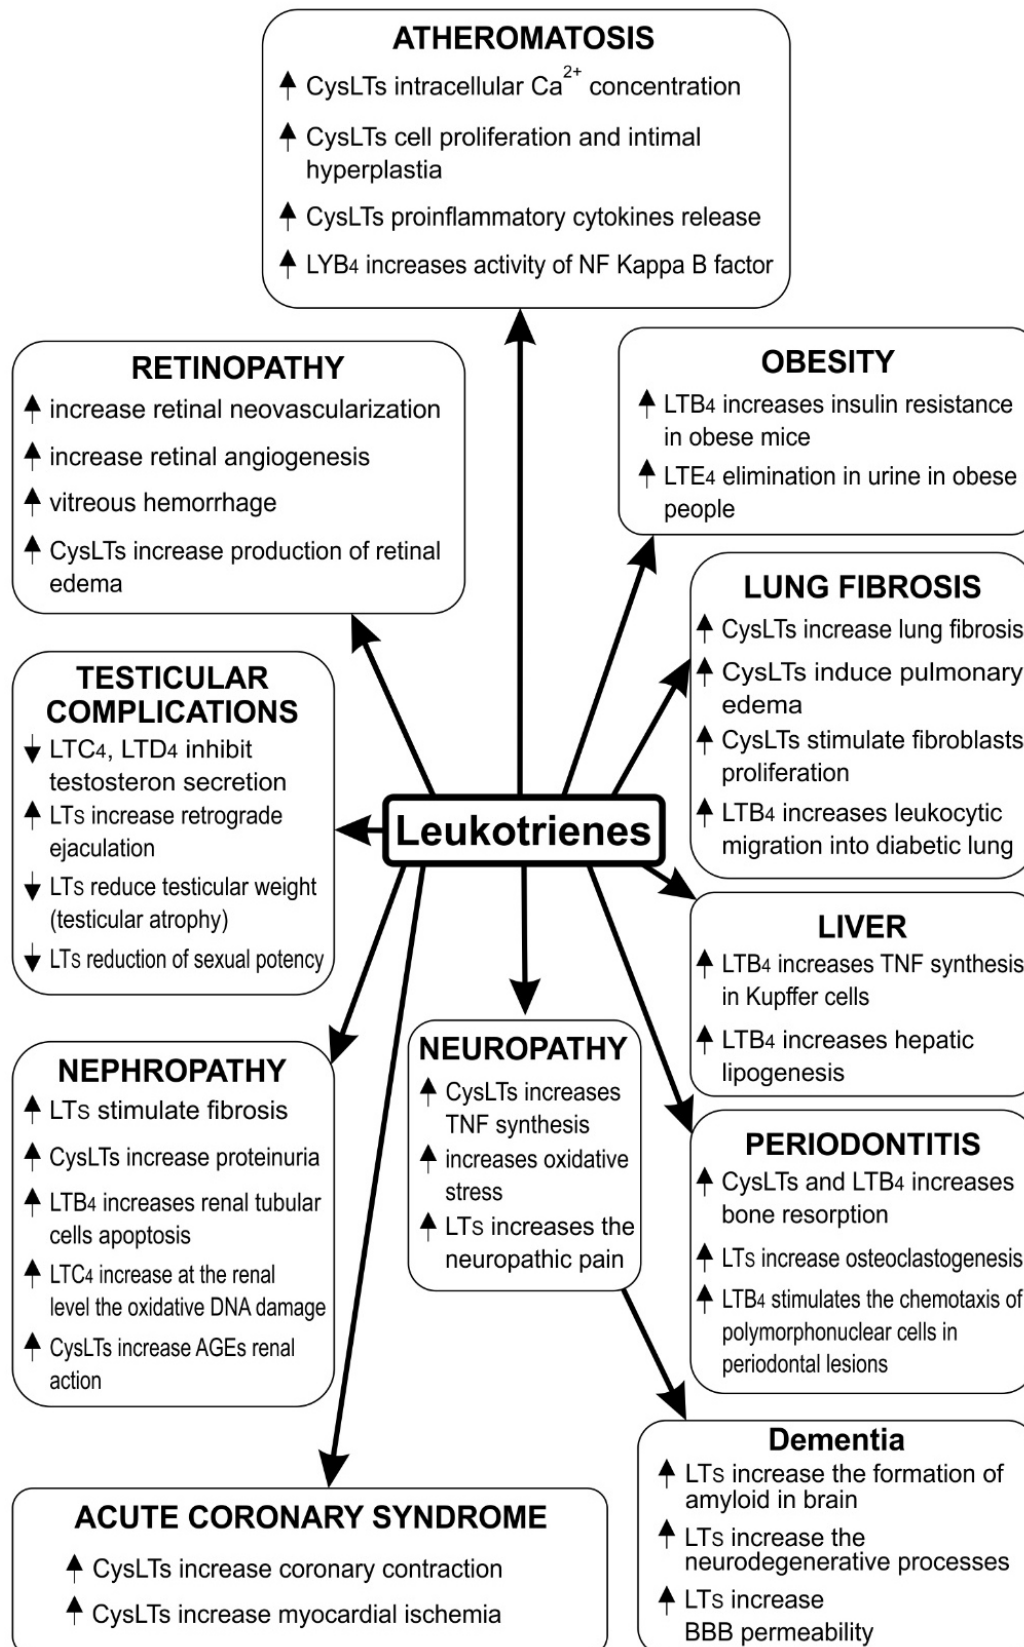 ATHEROMATOSIS
CysLTs intracellular Ca2+ concentration
CysLTs cell proliferation and intimal
hyperplastia
CysLTs proinflammatory cytokines release
LYB4 increases activity of NF Kappa B factor
RETINOPATHY
increase retinal neovascularization
increase retinal angiogenesis
vitreous hemorrhage
CysLTs increase production of retinal
edema
OBESITY
LTB4 increases insulin resistance
in obese mice
LTE4 elimination in urine in obese
people
LUNG FIBROSIS
CysLTs increase lung fibrosis
CysLTs induce pulmonary
edema
CysLTs stimulate fibroblasts
proliferation
LTB4 increases leukocytic
migration into diabetic lung
TESTICULAR
COMPLICATIONS
LTC4, LTD4 inhibit
testosteron secretion
LTs increase retrograde
ejaculation
LTs reduce testicular weight
(testicular atrophy)
LTs reduction of sexual potency
Leukotrienes
LIVER
LTB4 increases TNF synthesis
in Kupffer cells
LTB4 increases hepatic
lipogenesis
NEPHROPATHY
LTs stimulate fibrosis
CysLTs increase proteinuria
LTB4 increases renal tubular
cells apoptosis
LTC4 increase at the renal
level the oxidative DNA damage
CysLTs increase AGEs renal
action
NEUROPATHY
CysLTs increases
TNF synthesis
increases oxidative
stress
LTs increases the
neuropathic pain
PERIODONTITIS
CysLTs and LTB4 increases
bone resorption
LTs increase osteoclastogenesis
LTB4 stimulates the chemotaxis of
polymorphonuclear cells in
periodontal lesions
ACUTE CORONARY SYNDROME
CysLTs increase coronary contraction
CysLTs increase myocardial ischemia
Dementia
LTs increase the formation of
amyloid in brain
LTs increase the
neurodegenerative processes
LTs increase
BBB permeability